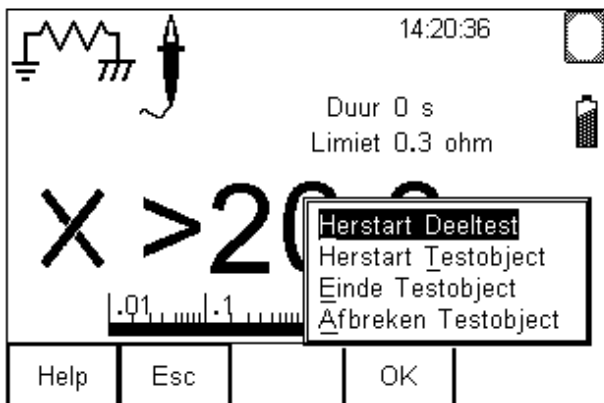 14:20:36
Duur 0 s
Limiet 0.3 ohm
X >20
Herstart Deeltest
Herstart Testobject
Einde Testobject
Afbreken Testobject
.01 .1
Help Esc OK